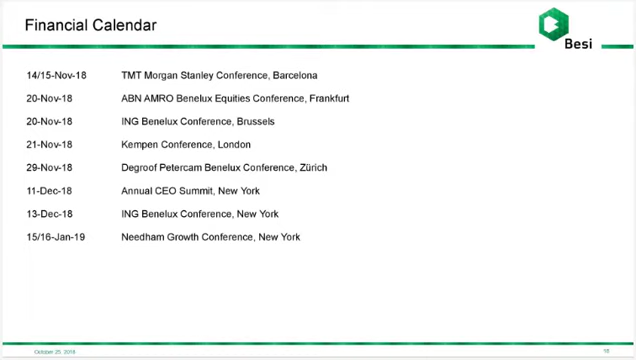 Financial Calendar
Besi
14/15-Nov-18 TMT Morgan Stanley Conference, Barcelona
20-Nov-18 ABN AMRO Benelux Equities Conference, Frankfurt
20-Nov-18 ING Benelux Conference, Brussels
21-Nov-18 Kempen Conference, London
29-Nov-18 Degroof Petercam Benelux Conference, Zürich
11-Dec-18 Annual CEO Summit, New York
13-Dec-18 ING Benelux Conference, New York
15/16-Jan-19 Needham Growth Conference, New York
October 25, 2018